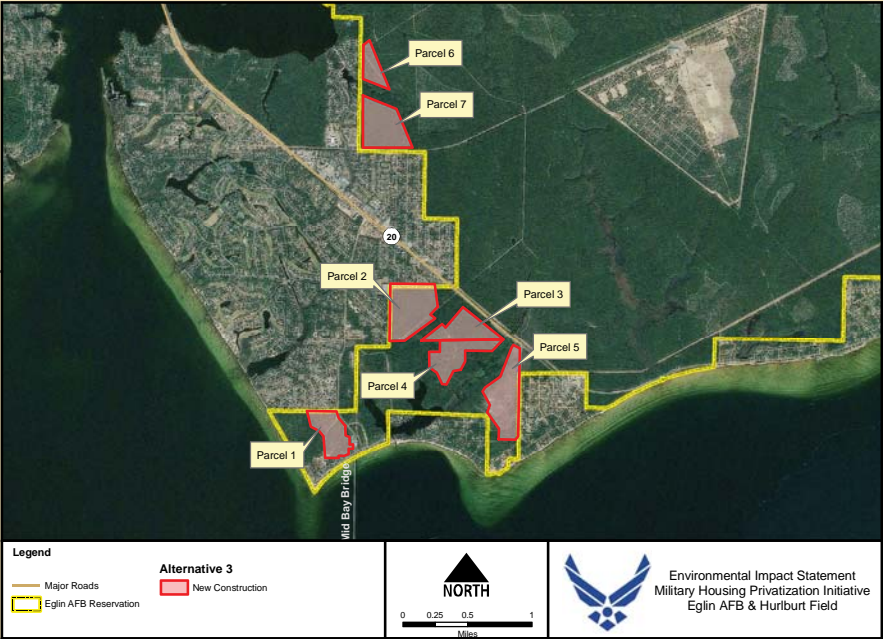 Parcel 6
Parcel 7
20
Parcel 2
Parcel 3
Parcel 5
Parcel 4
Parcel 1
Mid Bay Bridge
Legend
Major Roads
Eglin AFB Reservation
Alternative 3
New Construction
NORTH
0 0.25 0.5 1
Miles
Environmental Impact Statement
Military Housing Privatization Initiative
Eglin AFB & Hurlburt Field